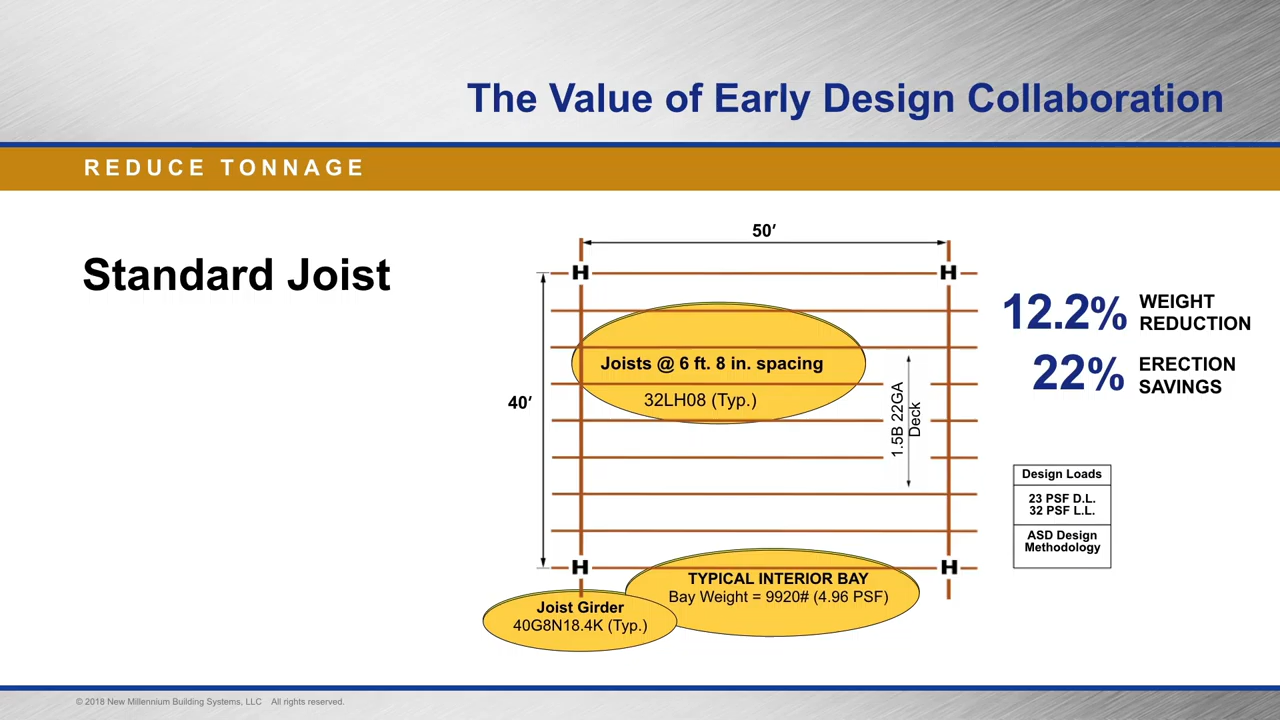 The Value of Early Design Collaboration
REDUCE TONNAGE
Standard Joist
50′
H H
40′
Joists @ 6 ft. 8 in. spacing
32LH08 (Typ.)
1.5B 22GA
Deck
12.2% WEIGHT
REDUCTION
22% ERECTION
SAVINGS
Design Loads
23 PSF D.L.
32 PSF L.L.
ASD Design
Methodology
H H
TYPICAL INTERIOR BAY
Bay Weight = 9920# (4.96 PSF)
Joist Girder
40G8N18.4K (Typ.)
© 2018 New Millennium Building Systems, LLC All rights reserved.